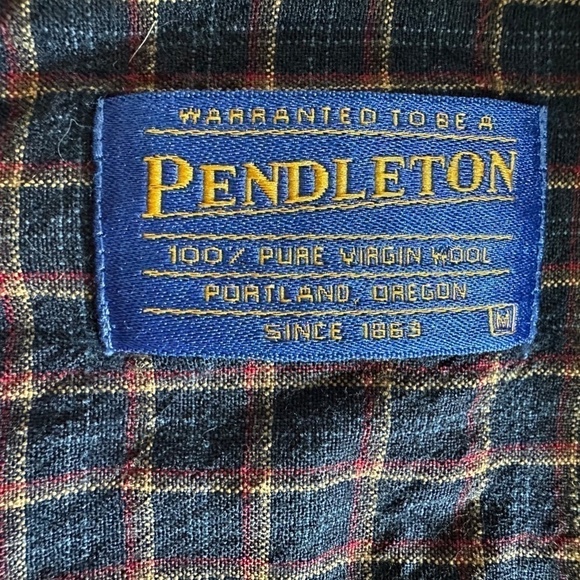 WARRANTED TO BE A
PENDLETON
100% PURE VIRGIN WOOL
PORTLAND, OREGON
SINCE 1863
M